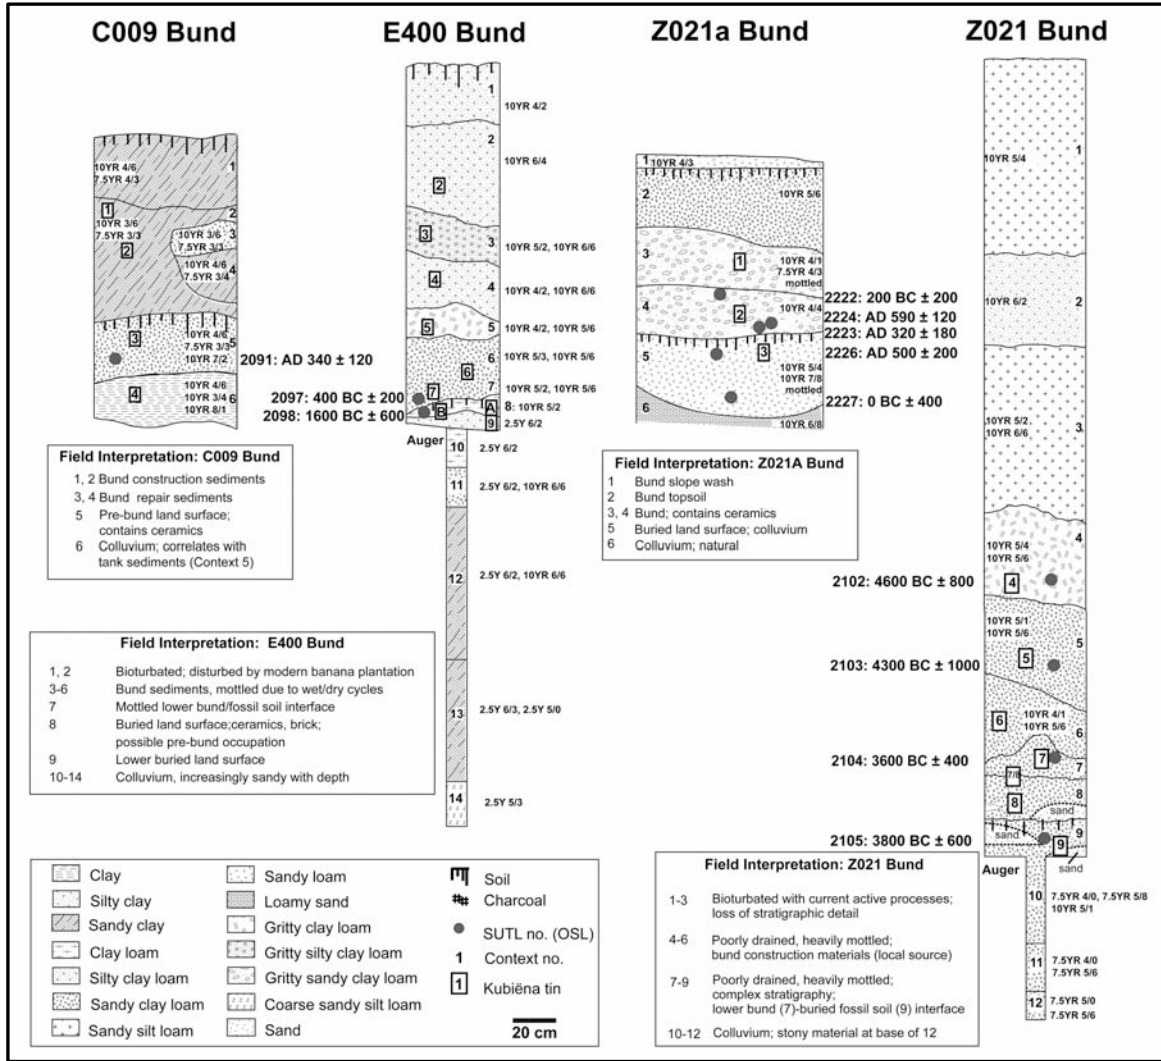 C009 Bund
E400 Bund
Z021a Bund
Z021 Bund
10YR 4/6
7.5YR 4/3
1
1
10YR 3/6
7.5YR 3/3
2
2
10YR 3/6
7.5YR 3/3
3
10YR 4/6
7.5YR 3/4
4
3
10YR 4/6
7.5YR 3/3
10YR 7/2
5
2091: AD 340 ± 120
4
10YR 4/6
10YR 3/4
10YR 8/1
6
Field Interpretation: C009 Bund
1, 2 Bund construction sediments
3, 4 Bund repair sediments
5 Pre-bund land surface;
contains ceramics
6 Colluvium; correlates with
tank sediments (Context 5)
1
10YR 4/2
2
10YR 6/4
2
3
3
10YR 5/2, 10YR 6/6
4
4
10YR 4/2, 10YR 6/6
5
5
10YR 4/2, 10YR 5/6
6
10YR 5/3, 10YR 5/6
6
7
7
10YR 5/2, 10YR 5/6
2097: 400 BC ± 200
A
8: 10YR 5/2
2098: 1600 BC ± 600
B
9
2.5Y 6/2
Auger
10
2.5Y 6/2
11
2.5Y 6/2, 10YR 6/6
12
2.5Y 6/2, 10YR 6/6
13
2.5Y 6/3, 2.5Y 5/0
14
2.5Y 5/3
Field Interpretation: E400 Bund
1, 2 Bioturbated; disturbed by modern banana plantation
3-6 Bund sediments, mottled due to wet/dry cycles
7 Mottled lower bund/fossil soil interface
8 Buried land surface;ceramics, brick;
possible pre-bund occupation
9 Lower buried land surface
10-14 Colluvium, increasingly sandy with depth
1
10YR 4/3
2
10YR 5/6
3
1
10YR 4/1
7.5YR 4/3
mottled
2222: 200 BC ± 200
4
2
10YR 4/4
2224: AD 590 ± 120
2223: AD 320 ± 180
3
5
2226: AD 500 ± 200
10YR 5/4
10YR 7/8
mottled
2227: 0 BC ± 400
6
10YR 6/8
Field Interpretation: Z021A Bund
1 Bund slope wash
2 Bund topsoil
3, 4 Bund; contains ceramics
5 Buried land surface; colluvium
6 Colluvium; natural
10YR 5/4
1
10YR 6/2
2
10YR 5/2,
10YR 6/6
3
4
10YR 5/4
10YR 5/6
2102: 4600 BC ± 800
4
10YR 5/1
10YR 5/6
5
5
2103: 4300 BC ± 1000
6
10YR 4/1
10YR 5/6
6
2104: 3600 BC ± 400
7
7
7/8
8
8
sand
2105: 3800 BC ± 600
sand
9
9
Auger
sand
10
7.5YR 4/0, 7.5YR 5/8
10YR 5/1
11
7.5YR 4/0
7.5YR 5/6
12
7.5YR 5/0
7.5YR 5/6
Field Interpretation: Z021 Bund
1-3 Bioturbated with current active processes;
loss of stratigraphic detail
4-6 Poorly drained, heavily mottled;
bund construction materials (local source)
7-9 Poorly drained, heavily mottled;
complex stratigraphy;
lower bund (7)-buried fossil soil (9) interface
10-12 Colluvium; stony material at base of 12
Clay
Silty clay
Sandy clay
Clay loam
Silty clay loam
Sandy clay loam
Sandy silt loam
Sandy loam
Loamy sand
Gritty clay loam
Gritty silty clay loam
Gritty sandy clay loam
Coarse sandy silt loam
Sand
Soil
Charcoal
SUTL no. (OSL)
1 Context no.
1 Kubiëna tin
20 cm